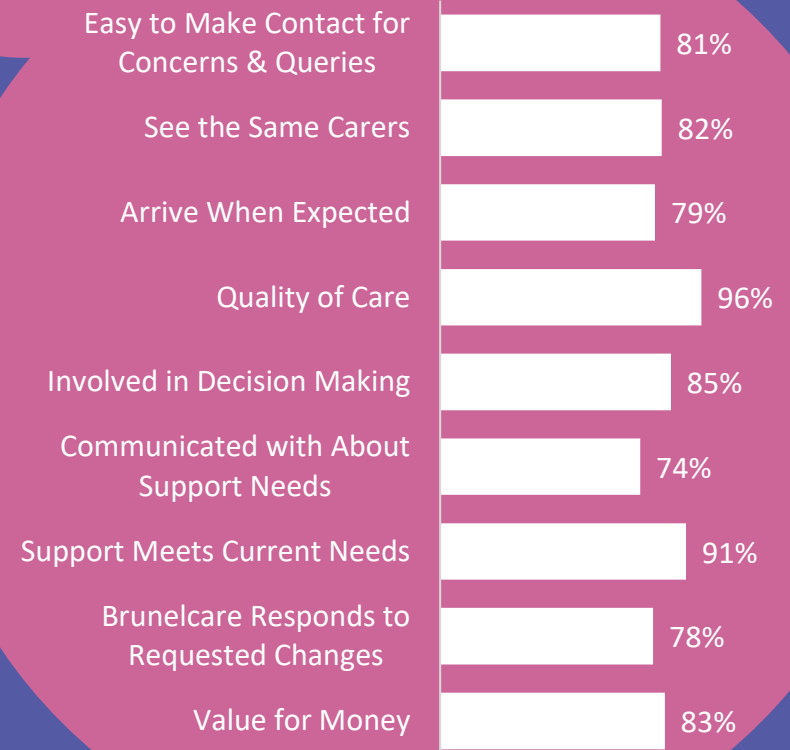 Easy to Make Contact for
Concerns & Queries
81%
See the Same Carers
82%
Arrive When Expected
79%
Quality of Care
96%
Involved in Decision Making
85%
Communicated with About
Support Needs
74%
Support Meets Current Needs
91%
Brunelcare Responds to
Requested Changes
78%
Value for Money
83%